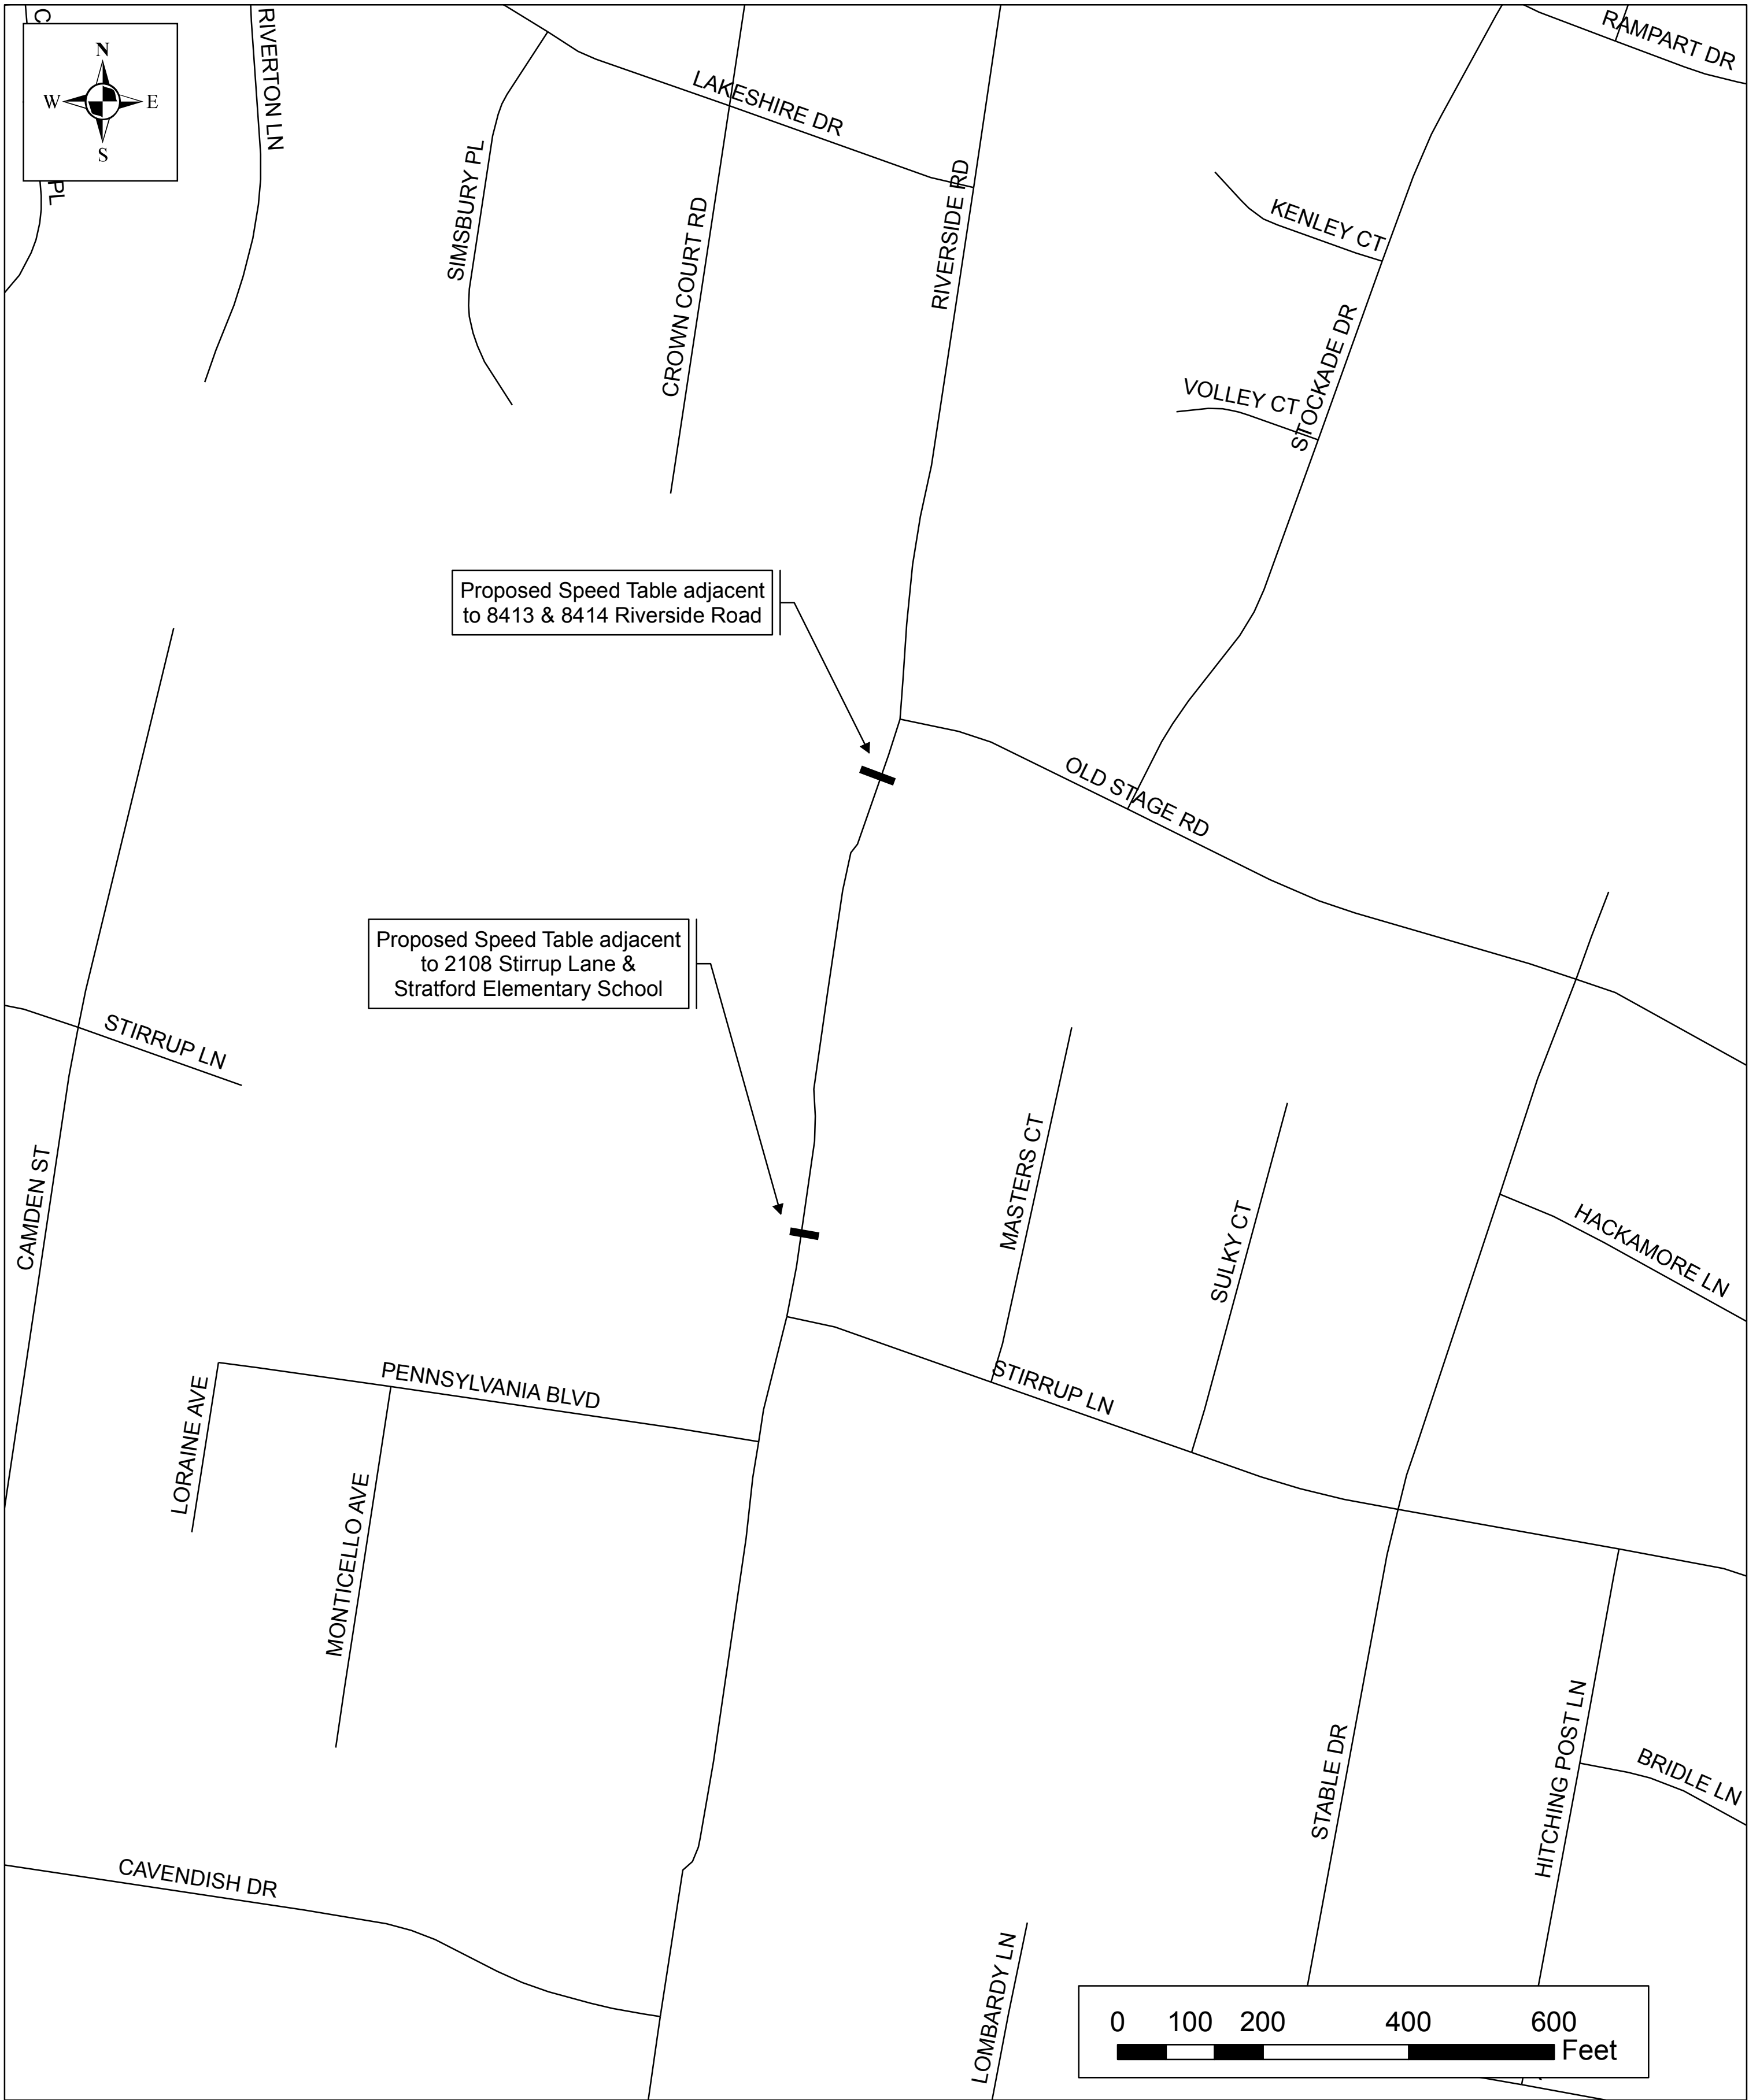 N
W
E
S
C
PL
RIVERTON LN
SIMSBURY PL
LAKESHIRE DR
CROWN COURT RD
RIVERSIDE RD
RAMPART DR
KENLEY CT
VOLLEY CT
STOCKADE DR
Proposed Speed Table adjacent
to 8413 & 8414 Riverside Road
OLD STAGE RD
Proposed Speed Table adjacent
to 2108 Stirrup Lane &
Stratford Elementary School
STIRRUP LN
CAMDEN ST
MASTERS CT
SULKY CT
HACKAMORE LN
PENNSYLVANIA BLVD
STIRRUP LN
LORAINE AVE
MONTICELLO AVE
STABLE DR
HITCHING POST LN
BRIDLE LN
CAVENDISH DR
LOMBARDY LN
0 100 200 400 600
Feet